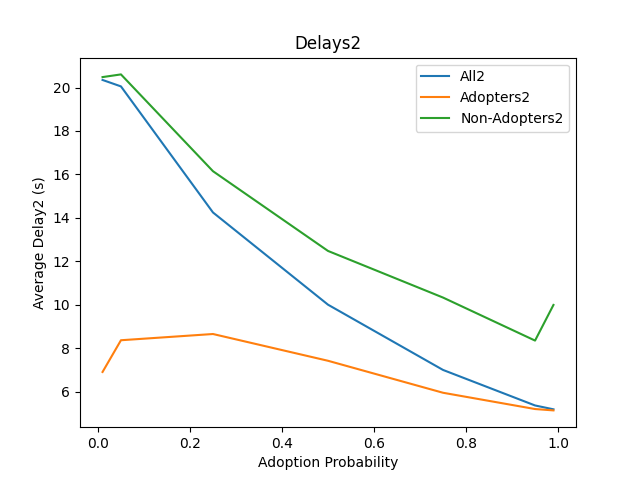 Delays2
All2
Adopters2
Non-Adopters2
Average Delay2 (s)
20
18
16
14
12
10
8
6
0.0 0.2 0.4 0.6 0.8 1.0
Adoption Probability